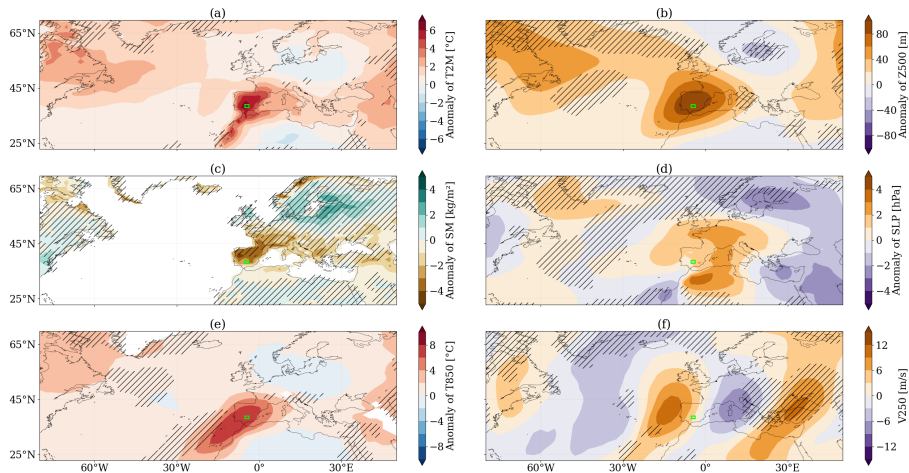 (a)
(b)
65°N
45°N
25°N
6
4
2
0
−2
−4
−6
Anomaly of T2M [°C]
80
40
0
−40
−80
Anomaly of Z500 [m]
(c)
(d)
65°N
45°N
25°N
4
2
0
−2
−4
Anomaly of SM [kg/m²]
4
2
0
−2
−4
Anomaly of SLP [hPa]
(e)
(f)
65°N
45°N
25°N
8
4
0
−4
−8
Anomaly of T850 [°C]
12
6
0
−6
−12
V250 [m/s]
60°W
30°W
0°
30°E
60°W
30°W
0°
30°E